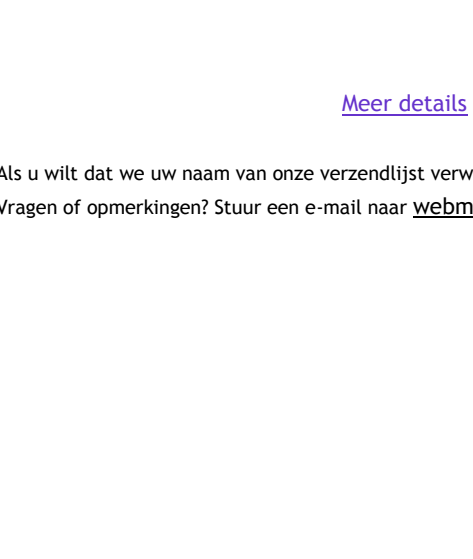 Meer details
Als u wilt dat we uw naam van onze verzendlijst verw
Vragen of opmerkingen? Stuur een e-mail naar webm